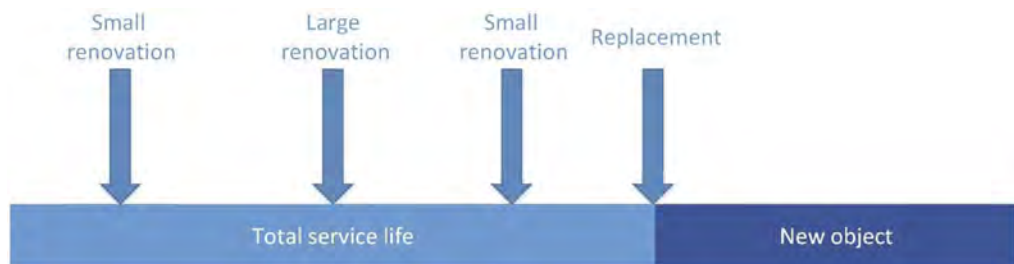 Small
renovation
Large
renovation
Small
renovation
Replacement
Total service life
New object